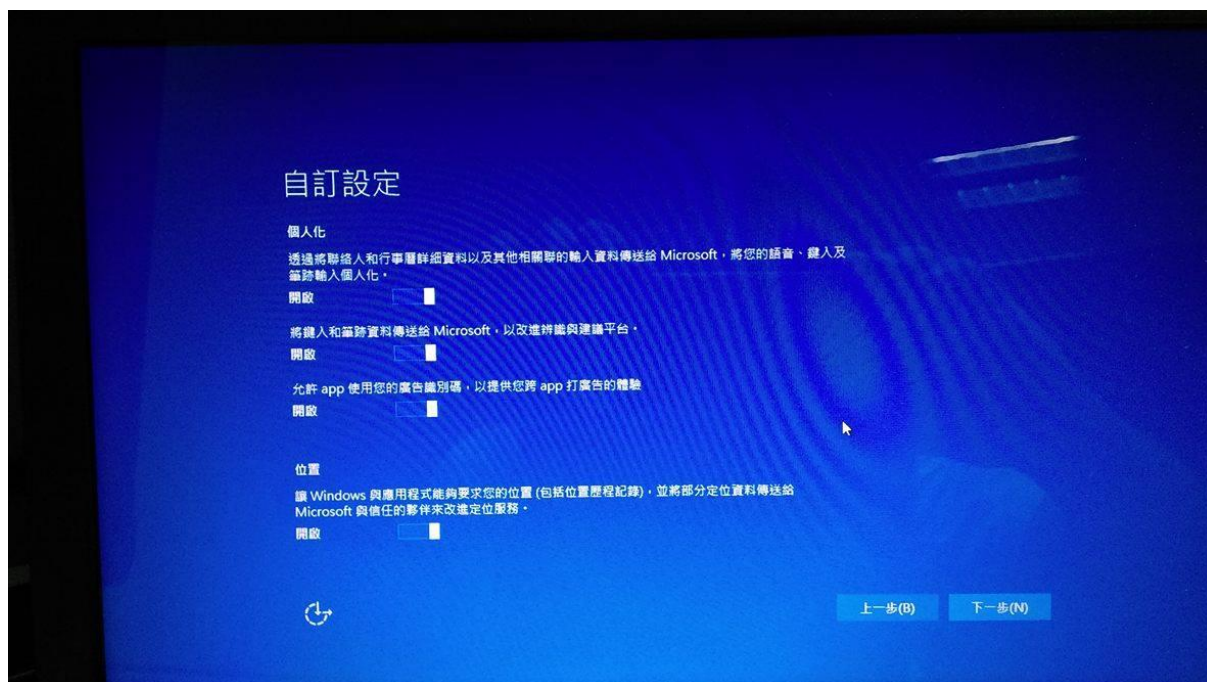 自訂設定
個人化
透過將聯絡人和行事曆詳細資料以及其他相關聯的輸入資料傳送給 Microsoft，將您的語音、鍵入及
筆跡輸入個人化。
開啟
將鍵入和筆跡資料傳送給 Microsoft，以改進辨識與建議平台。
開啟
允許 app 使用您的廣告識別碼，以提供您跨 app 打廣告的體驗
開啟
位置
讓 Windows 與應用程式能夠要求您的位置 (包括位置歷程記錄)，並將部分定位資料傳送給
Microsoft 與信任的夥伴來改進定位服務。
開啟
上一步(B)
下一步(N)